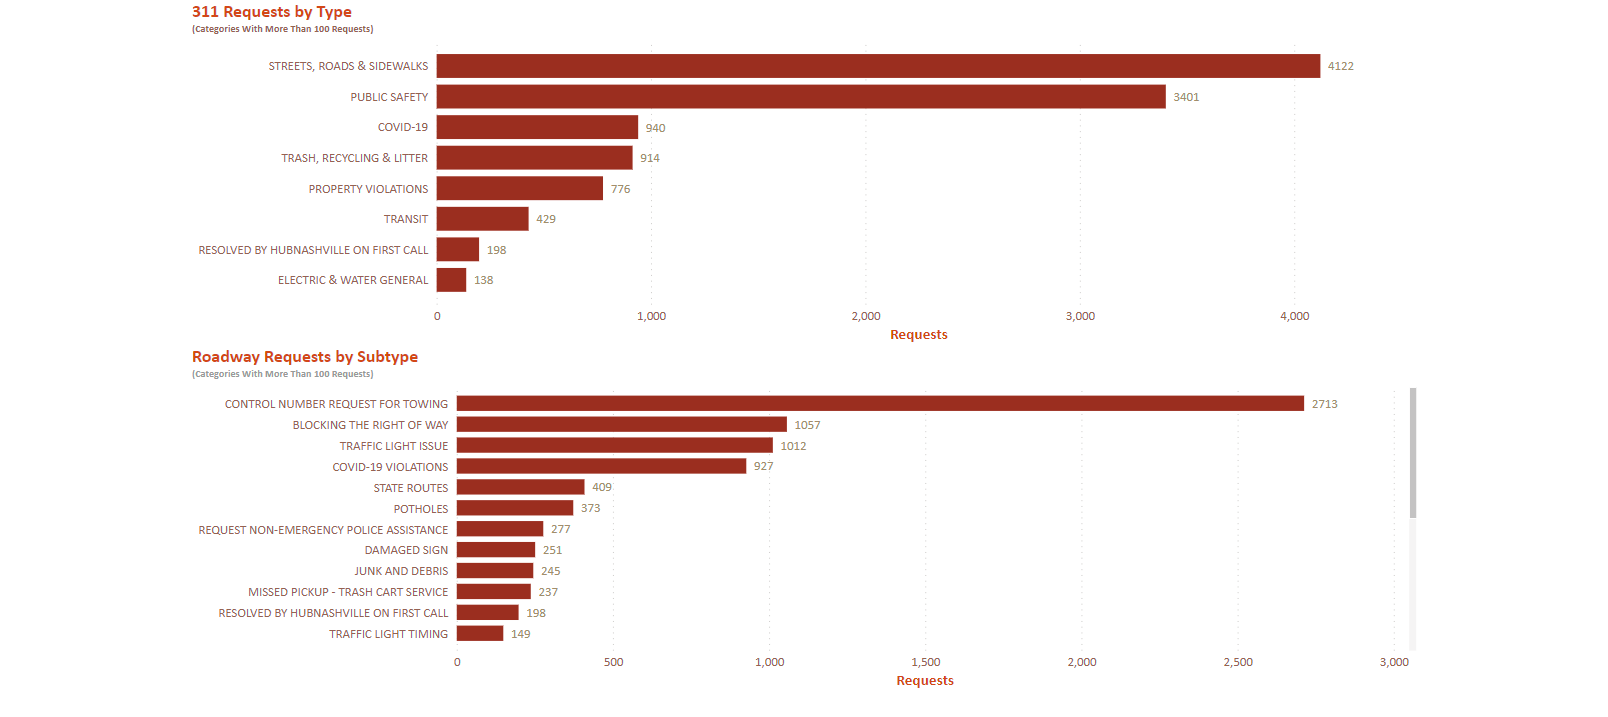 311 Requests by Type
(Categories With More Than 100 Requests)
STREETS, ROADS & SIDEWALKS 4122
PUBLIC SAFETY 3401
COVID-19 940
TRASH, RECYCLING & LITTER 914
PROPERTY VIOLATIONS 776
TRANSIT 429
RESOLVED BY HUBNASHVILLE ON FIRST CALL 198
ELECTRIC & WATER GENERAL 138
0 1,000 2,000 3,000 4,000
Requests
Roadway Requests by Subtype
(Categories With More Than 100 Requests)
CONTROL NUMBER REQUEST FOR TOWING 2713
BLOCKING THE RIGHT OF WAY 1057
TRAFFIC LIGHT ISSUE 1012
COVID-19 VIOLATIONS 927
STATE ROUTES 409
POTHOLES 373
REQUEST NON-EMERGENCY POLICE ASSISTANCE 277
DAMAGED SIGN 251
JUNK AND DEBRIS 245
MISSED PICKUP - TRASH CART SERVICE 237
RESOLVED BY HUBNASHVILLE ON FIRST CALL 198
TRAFFIC LIGHT TIMING 149
0 500 1,000 1,500 2,000 2,500 3,000
Requests